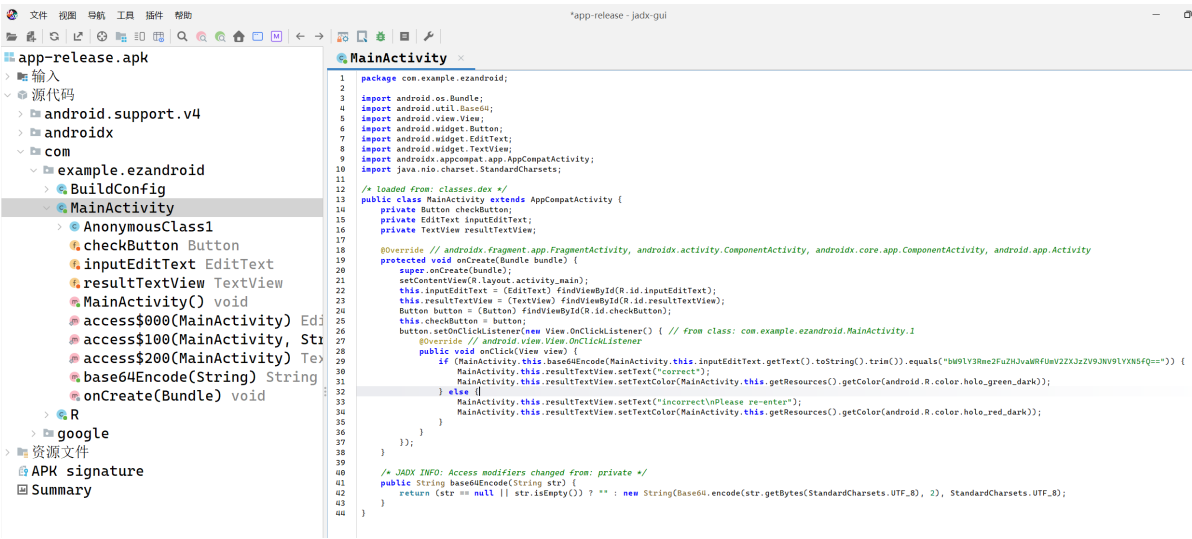 文件 视图 导航 工具 插件 帮助
*app-release - jadx-gui
app-release.apk
输入
源代码
android.support.v4
androidx
com
example.ezandroid
BuildConfig
MainActivity
AnonymousClass1
checkButton Button
inputEditText EditText
resultTextView TextView
MainActivity() void
access$000(MainActivity) Edi
access$100(MainActivity, Str
access$200(MainActivity) Tex
base64Encode(String) String
onCreate(Bundle) void
R
google
资源文件
APK signature
Summary
MainActivity ×
1 package com.example.ezandroid;
2
3 import android.os.Bundle;
4 import android.util.Base64;
5 import android.view.View;
6 import android.widget.Button;
7 import android.widget.EditText;
8 import android.widget.TextView;
9 import androidx.appcompat.app.AppCompatActivity;
10 import java.nio.charset.StandardCharsets;
11
12 /* loaded from: classes.dex */
13 public class MainActivity extends AppCompatActivity {
14 private Button checkButton;
15 private EditText inputEditText;
16 private TextView resultTextView;
17
18 @Override // androidx.fragment.app.FragmentActivity, androidx.activity.ComponentActivity, androidx.core.app.ComponentActivity, android.app.Activity
19 protected void onCreate(Bundle bundle) {
20 super.onCreate(bundle);
21 setContentView(R.layout.activity_main);
22 this.inputEditText = (EditText) findViewById(R.id.inputEditText);
23 this.resultTextView = (TextView) findViewById(R.id.resultTextView);
24 Button button = (Button) findViewById(R.id.checkButton);
25 this.checkButton = button;
26 button.setOnClickListener(new View.OnClickListener() { // from class: com.example.ezandroid.MainActivity.1
27 @Override // android.view.View.OnClickListener
28 public void onClick(View view) {
29 if (MainActivity.this.base64Encode(MainActivity.this.inputEditText.getText().toString().trim()).equals("bW9lY3Rme2FuZHJvaWRfUmV2ZXJzZV9JNV9lYXN5fQ==")) {
30 MainActivity.this.resultTextView.setText("correct");
31 MainActivity.this.resultTextView.setTextColor(MainActivity.this.getResources().getColor(android.R.color.holo_green_dark));
32 } else {
33 MainActivity.this.resultTextView.setText("incorrect\nPlease re-enter");
34 MainActivity.this.resultTextView.setTextColor(MainActivity.this.getResources().getColor(android.R.color.holo_red_dark));
35 }
36 }
37 });
38 }
39
40 /* JADX INFO: Access modifiers changed from: private */
41 public String base64Encode(String str) {
42 return (str == null || str.isEmpty()) ? "" : new String(Base64.encode(str.getBytes(StandardCharsets.UTF_8), 2), StandardCharsets.UTF_8);
43 }
44 }